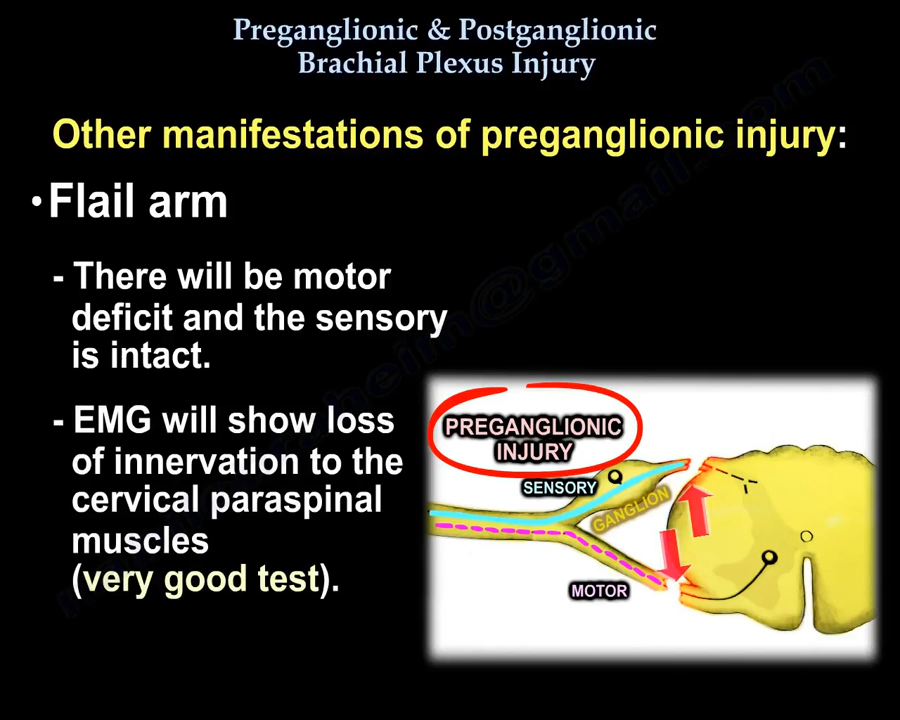 Preganglionic & Postganglionic
Brachial Plexus Injury
Other manifestations of preganglionic injury:
• Flail arm
- There will be motor
deficit and the sensory
is intact.
- EMG will show loss
of innervation to the
cervical paraspinal
muscles
(very good test).
PREGANGLIONIC
INJURY
SENSORY
GANGLION
MOTOR